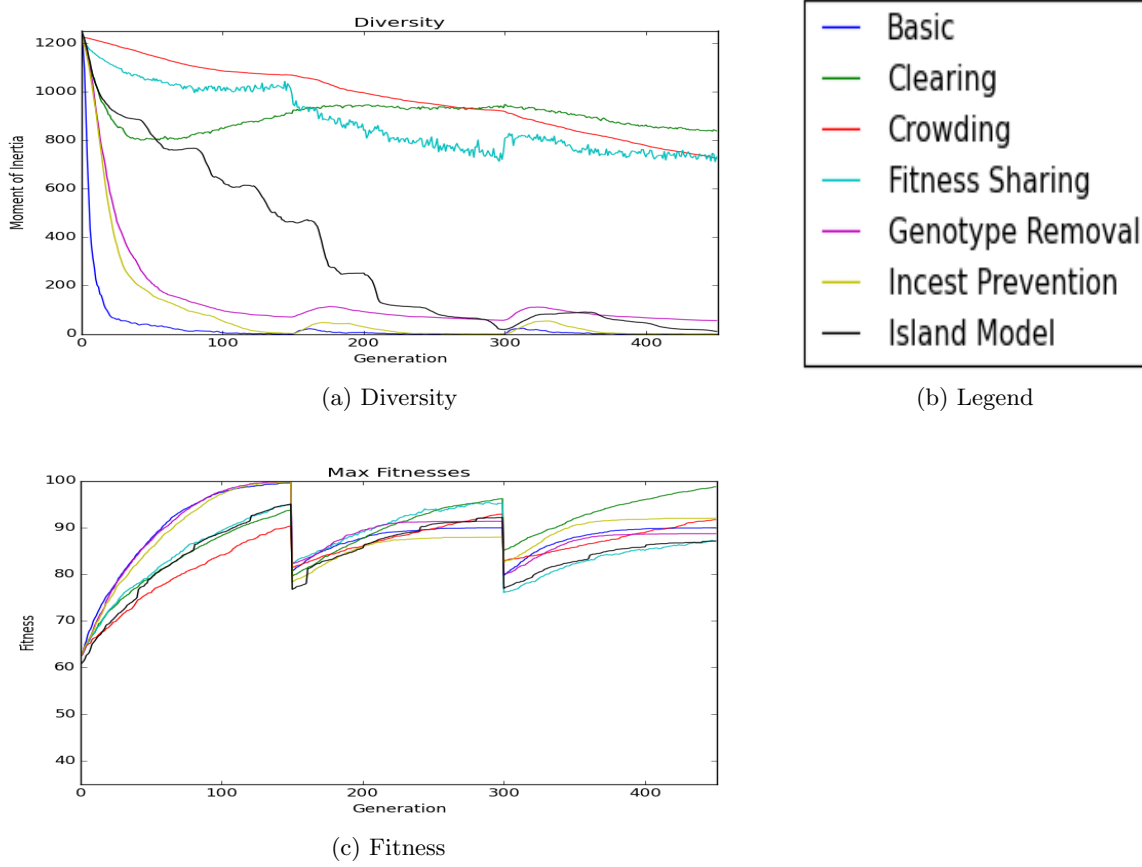 Diversity
1200
1000
800
600
400
200
0
Moment of Inertia
0
100
200
300
400
Generation
(a) Diversity
Basic
Clearing
Crowding
Fitness Sharing
Genotype Removal
Incest Prevention
Island Model
(b) Legend
Max Fitnesses
100
90
80
70
60
50
40
Fitness
0
100
200
300
400
Generation
(c) Fitness